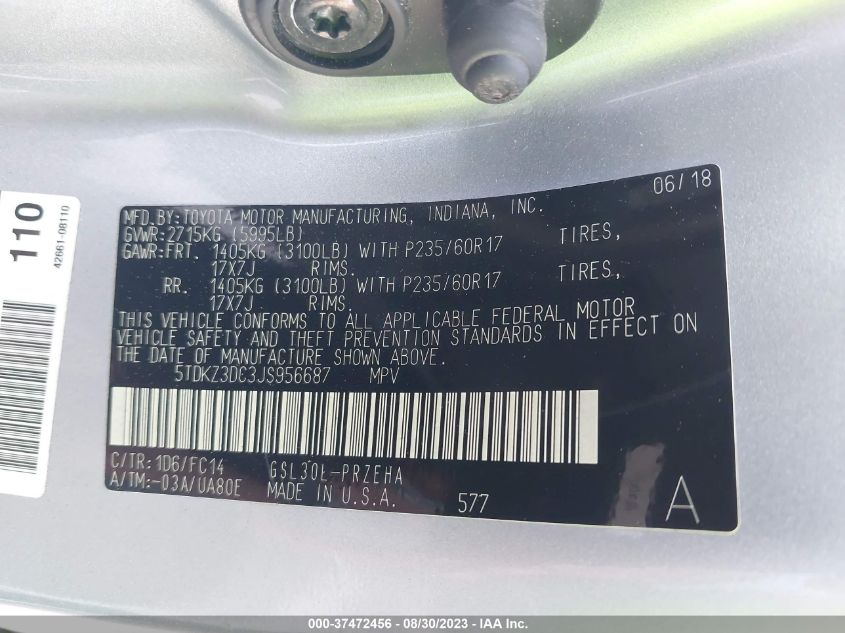 06/18
MFD.BY:TOYOTA MOTOR MANUFACTURING, INDIANA, INC.
GVWR:2715KG (5995LB)
GAWR:FRT. 1405KG (3100LB) WITH P235/60R17 TIRES,
17X7J RIMS.
RR. 1405KG (3100LB) WITH P235/60R17 TIRES,
17X7J RIMS.
THIS VEHICLE CONFORMS TO ALL APPLICABLE FEDERAL MOTOR
VEHICLE SAFETY AND THEFT PREVENTION STANDARDS IN EFFECT ON
THE DATE OF MANUFACTURE SHOWN ABOVE.
5TDKZ3DC3JS956687 MPV
C/TR: 1D6/FC14 GSL30L-PRZEHA
A/TM:-03A/UA80E MADE IN U.S.A. 577 A
110
42661-08110
000-37472456 - 08/30/2023 - IAA Inc.